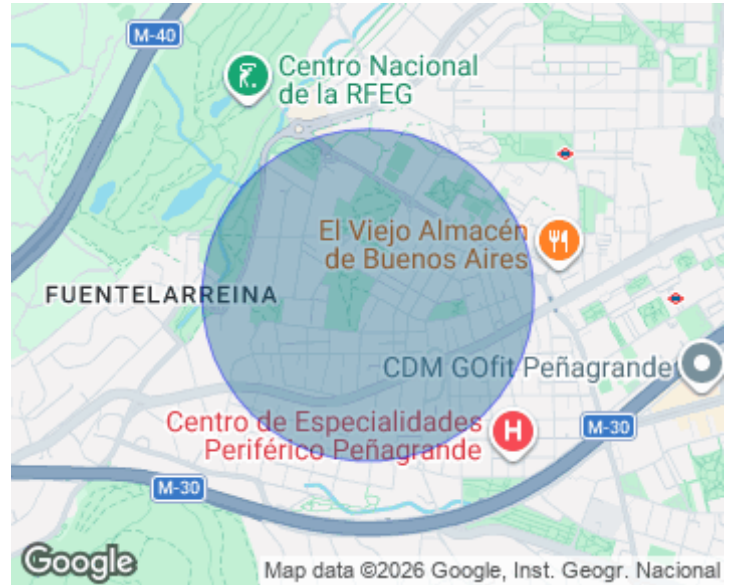 M-40
Centro Nacional
de la RFEG
El Viejo Almacén
de Buenos Aires
FUENTELARREINA
CDM GOfit Peñagrande
Centro de Especialidades
Periférico Peñagrande
H
M-30
M-30
Google
Map data ©2026 Google, Inst. Geogr. Nacional